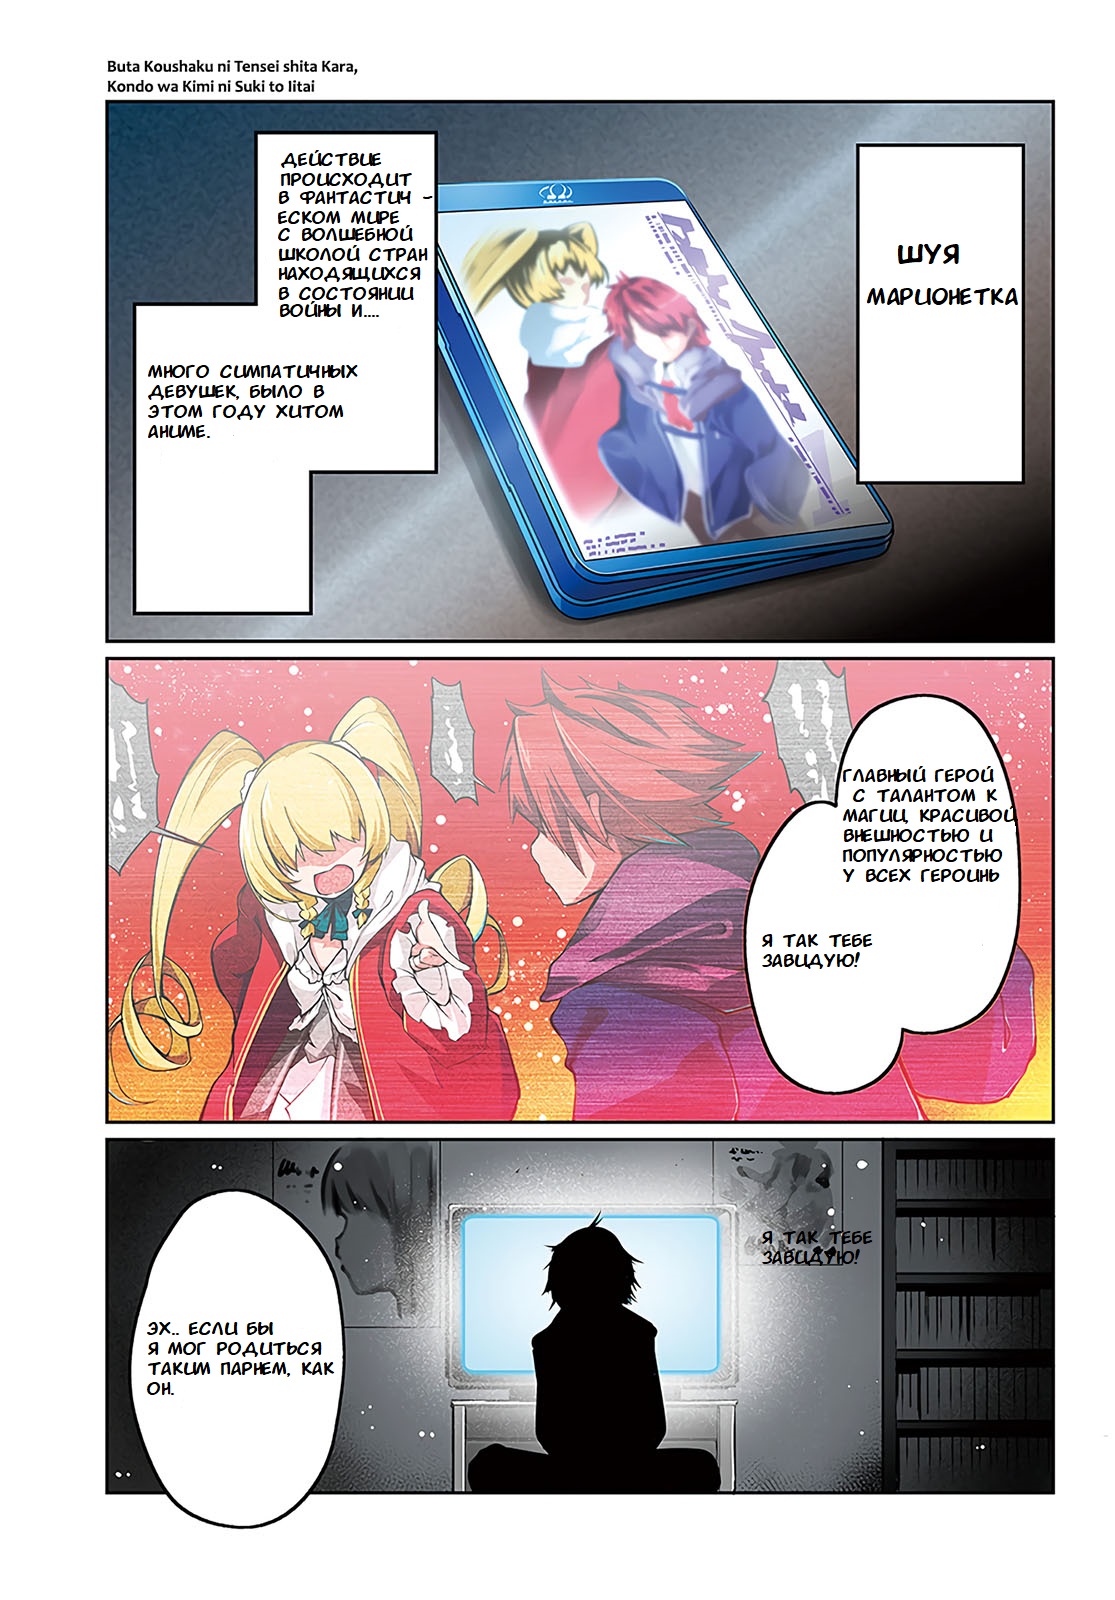 Buta Koushaku ni Tensei shita Kara,
Kondo wa Kimi ni Suki to Iitai
ШУЯ
МАРИОНЕТКА
ДЕЙСТВИЕ
ПРОИСХОДИТ
В ФАНТАСТИЧ -
ЕСКОМ МИРЕ
С ВОЛШЕБНОЙ
ШКОЛОЙ СТРАН
НАХОДЯЩИХСЯ
В СОСТОЯНИИ
ВОЙНЫ И....
МНОГО СИМПАТИЧНЫХ
ДЕВУШЕК, БЫЛО В
ЭТОМ ГОДУ ХИТОМ
АНИМЕ.
ГЛАВНЫЙ ГЕРОЙ
С ТАЛАНТОМ К
МАГИИ, КРАСИВОЙ
ВНЕШНОСТЬЮ И
ПОПУЛЯРНОСТЬЮ
У ВСЕХ ГЕРОИНЬ
Я ТАК ТЕБЕ
ЗАВИДУЮ!
Я ТАК ТЕБЕ
ЗАВИДУЮ!
ЭХ.. ЕСЛИ БЫ
Я МОГ РОДИТЬСЯ
ТАКИМ ПАРНЕМ, КАК
ОН.